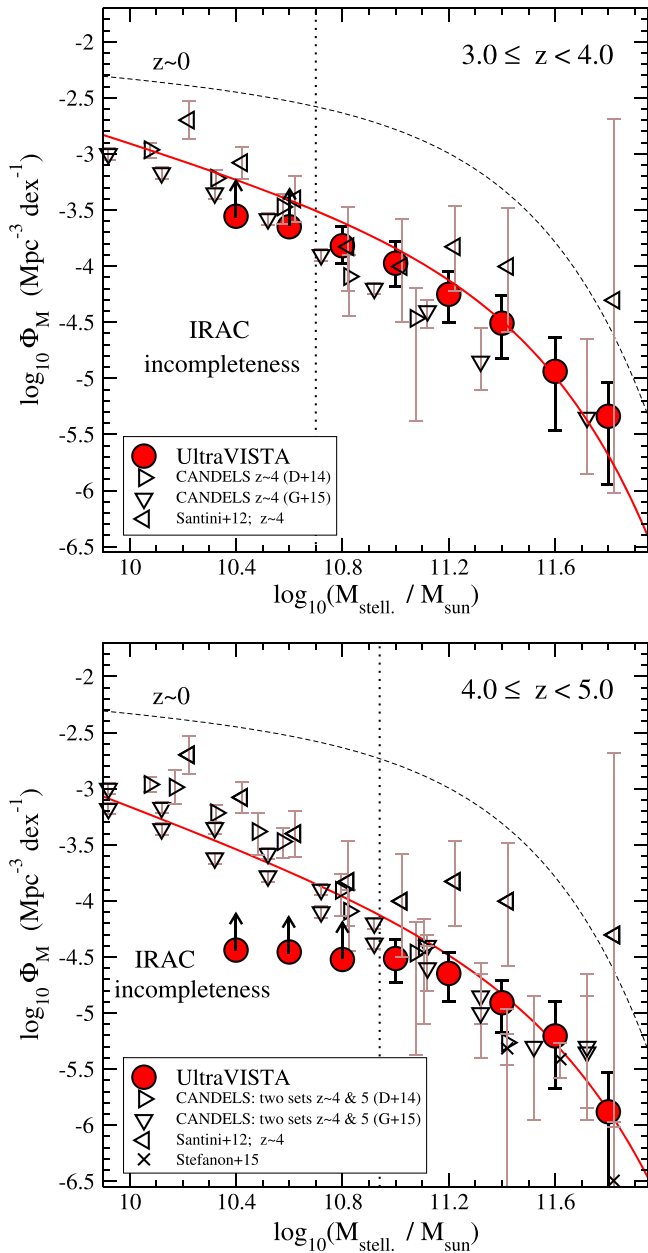 3.0 ≤ z < 4.0
z~0
-2
-2.5
-3
-3.5
-4
-4.5
-5
-5.5
-6
-6.5
log10 ΦM (Mpc-3 dex-1)
IRAC
incompleteness
UltraVISTA
CANDELS z~4 (D+14)
CANDELS z~4 (G+15)
Santini+12; z~4
10 10.4 10.8 11.2 11.6
log10(Mstell. / Msun)
4.0 ≤ z < 5.0
z~0
-2
-2.5
-3
-3.5
-4
-4.5
-5
-5.5
-6
-6.5
log10 ΦM (Mpc-3 dex-1)
IRAC
incompleteness
UltraVISTA
CANDELS: two sets z~4 & 5 (D+14)
CANDELS: two sets z~4 & 5 (G+15)
Santini+12; z~4
Stefanon+15
10 10.4 10.8 11.2 11.6
log10(Mstell. / Msun)